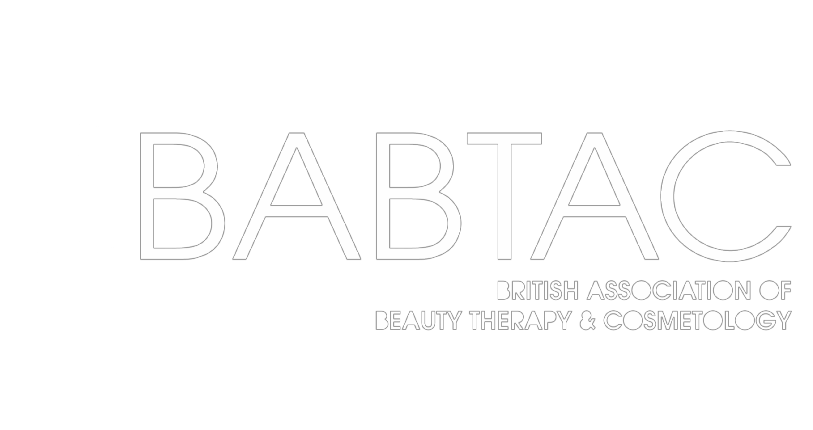 BABTAC
BRITISH ASSOCIATION OF
BEAUTY THERAPY & COSMETOLOGY